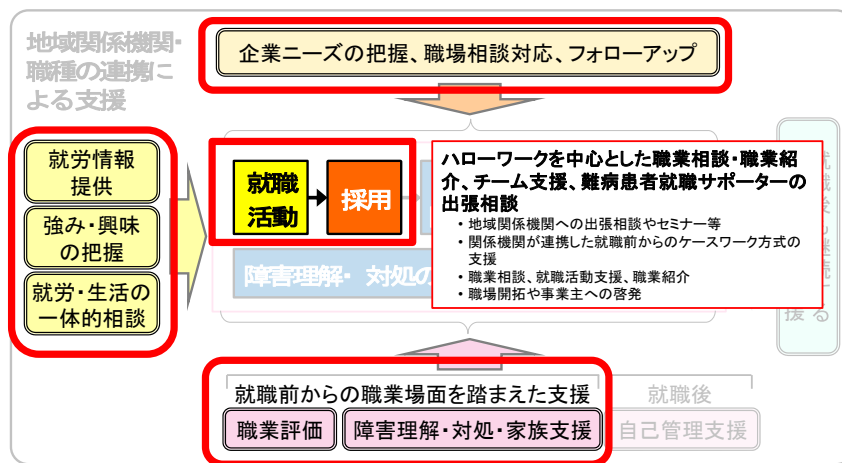 地域関係機関・
職種の連携に
よる支援
企業ニーズの把握、職場相談対応、フォローアップ
就労情報
提供
強み・興味
の把握
就労・生活の
一体的相談
就職
活動
採用
ハローワークを中心とした職業相談・職業紹
介、チーム支援、難病患者就職サポーターの
出張相談
・地域関係機関への出張相談やセミナー等
・関係機関が連携した就職前からのケースワーク方式の
支援
・職業相談、就職活動支援、職業紹介
・職場開拓や事業主への啓発
障害理解・ 対処の
援する
就職前からの職業場面を踏まえた支援
職業評価
障害理解・対処・家族支援
就職後
自己管理支援